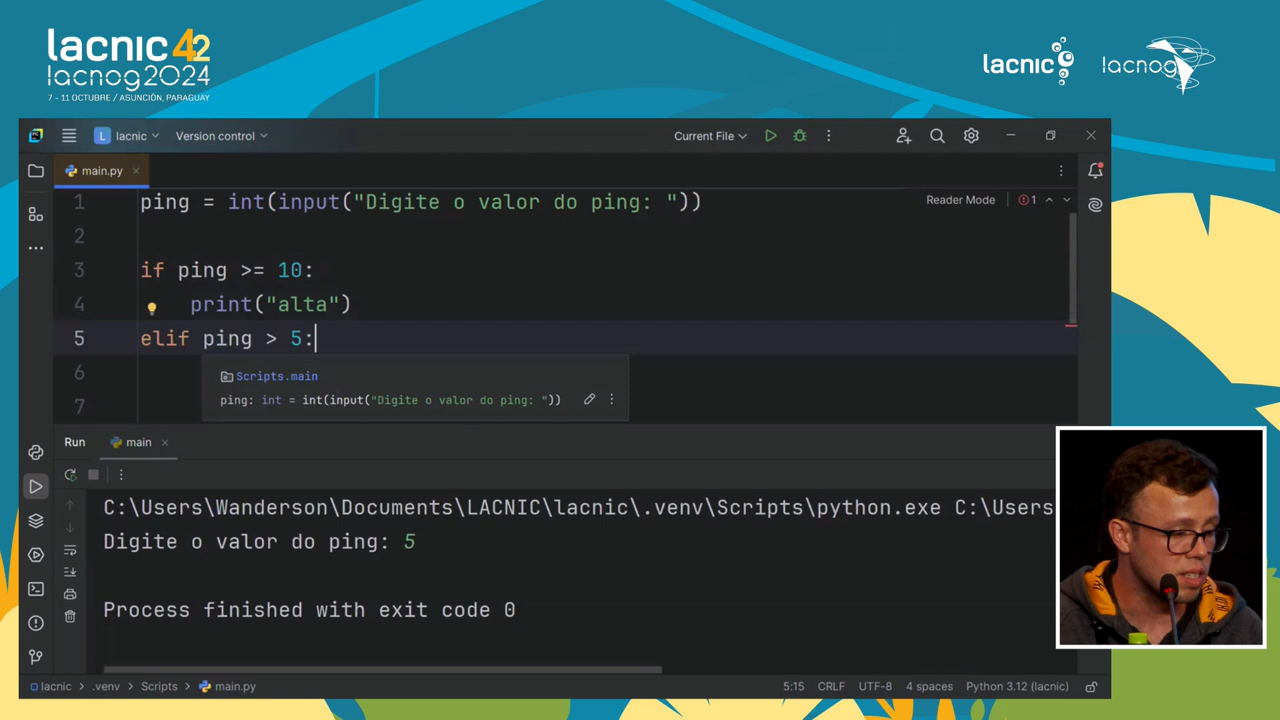 lacnic 42
lacnog 2024
7 - 11 OCTUBRE / ASUNCIÓN, PARAGUAY
lacnic
lacnog
L lacnic
Version control
Current File
main.py
Reader Mode
1
1 ping = int(input("Digite o valor do ping: "))
2
3 if ping >= 10:
4 print("alta")
5 elif ping > 5:
6
7
Scripts.main
ping: int = int(input("Digite o valor do ping: "))
Run
main
C:\Users\Wanderson\Documents\LACNIC\lacnic\.venv\Scripts\python.exe C:\Users
Digite o valor do ping: 5
Process finished with exit code 0
lacnic > .venv > Scripts > main.py
5:15 CRLF UTF-8 4 spaces Python 3.12 (lacnic)